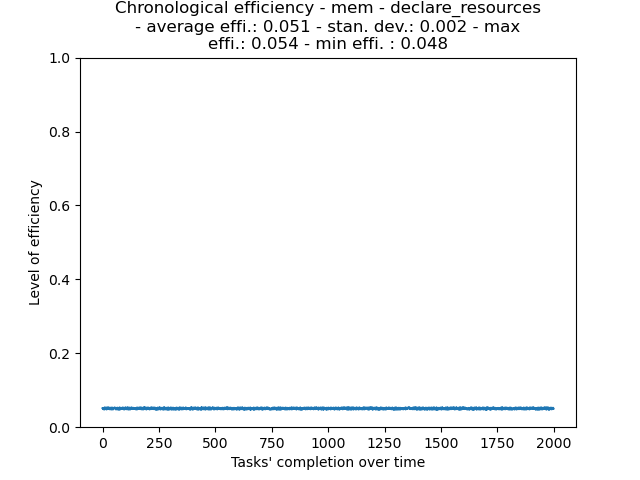 Chronological efficiency - mem - declare_resources
- average effi.: 0.051 - stan. dev.: 0.002 - max
effi.: 0.054 - min effi. : 0.048
1.0
0.8
0.6
0.4
0.2
0.0
Level of efficiency
0 250 500 750 1000 1250 1500 1750 2000
Tasks' completion over time